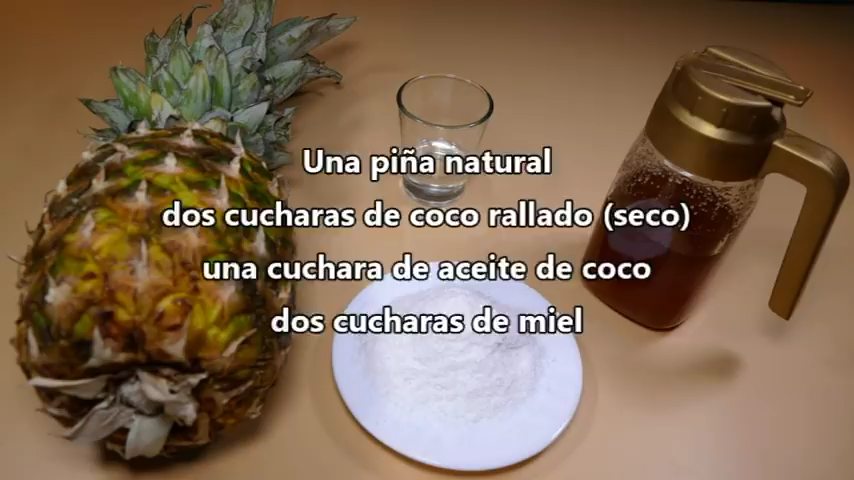 Una piña natural
dos cucharas de coco rallado (seco)
una cuchara de aceite de coco
dos cucharas de miel